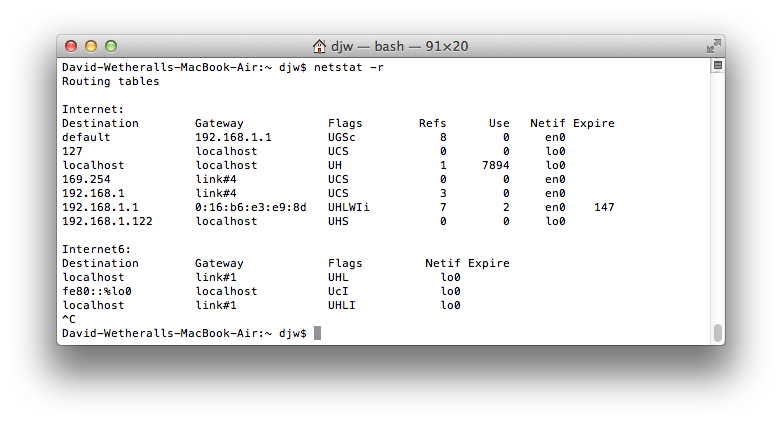 djw — bash — 91×20
David-Wetheralls-MacBook-Air:~ djw$ netstat -r
Routing tables
Internet:
Destination Gateway Flags Refs Use Netif Expire
default 192.168.1.1 UGSc 8 0 en0
127 localhost UCS 0 0 lo0
localhost localhost UH 1 7894 lo0
169.254 link#4 UCS 0 0 en0
192.168.1 link#4 UCS 3 0 en0
192.168.1.1 0:16:b6:e3:e9:8d UHLWIi 7 2 en0 147
192.168.1.122 localhost UHS 0 0 lo0
Internet6:
Destination Gateway Flags Netif Expire
localhost link#1 UHL lo0
fe80::%lo0 localhost UcI lo0
localhost link#1 UHLI lo0
^C
David-Wetheralls-MacBook-Air:~ djw$